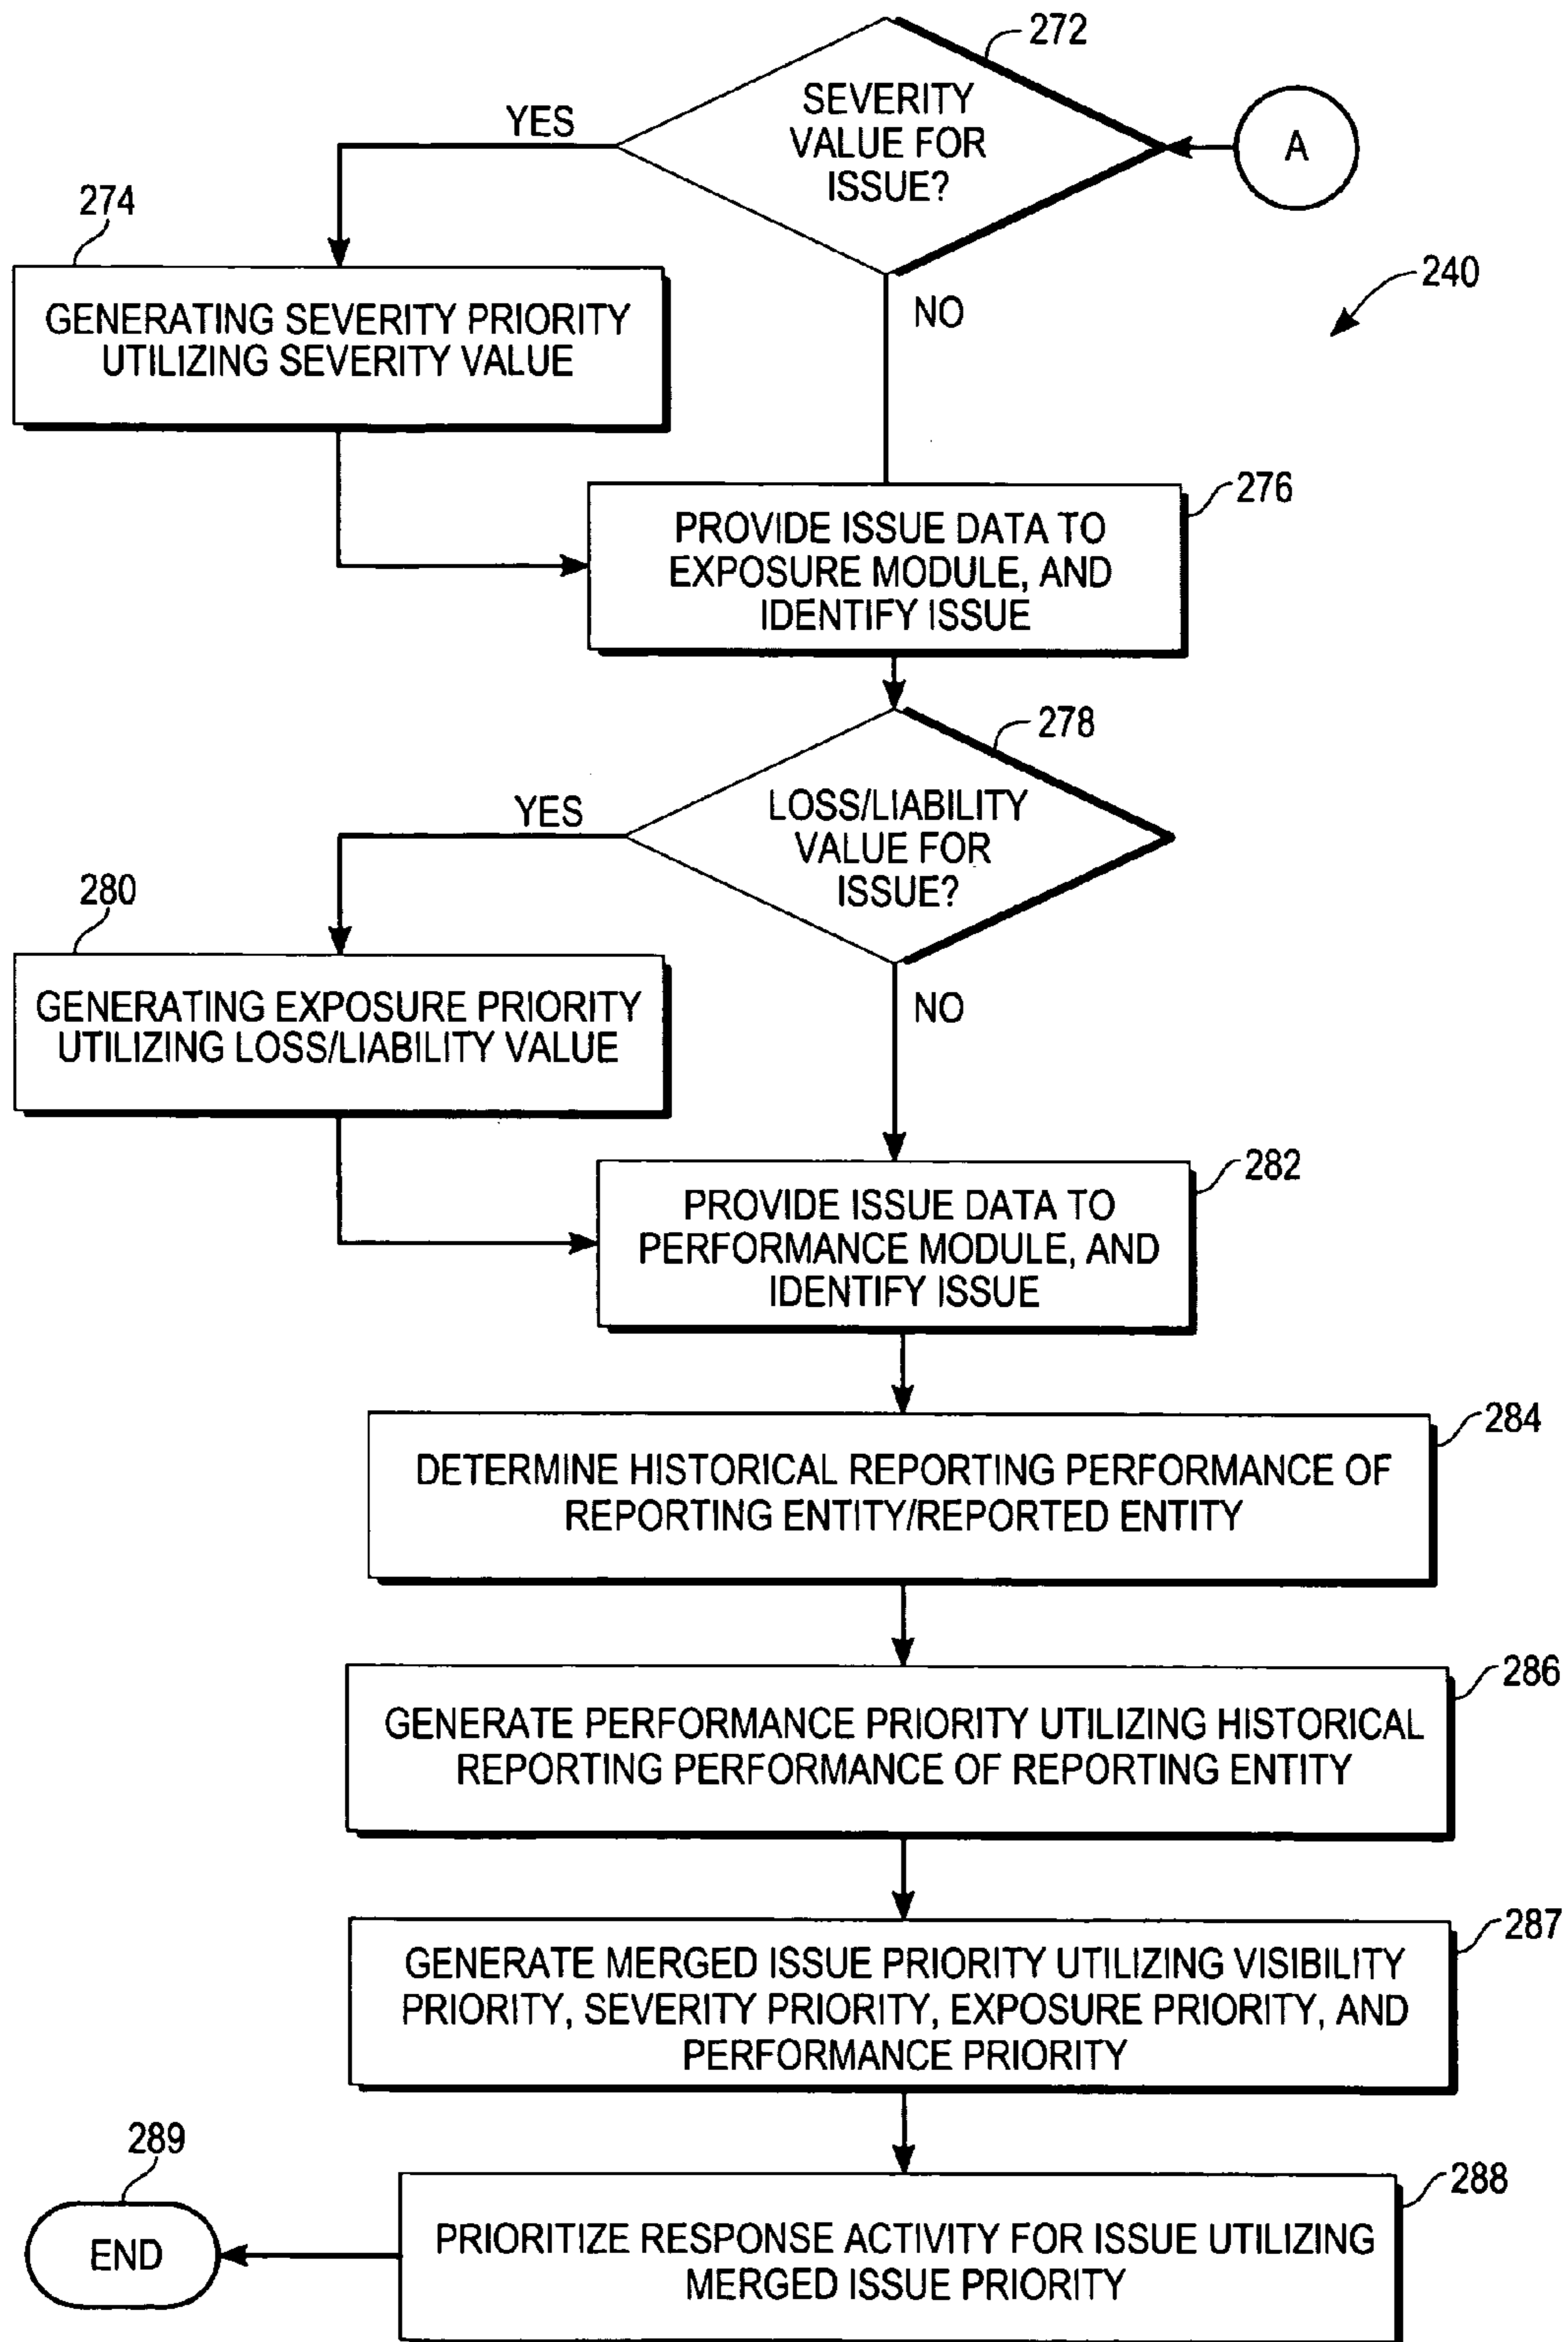 272
SEVERITY
VALUE FOR
ISSUE?
A
YES
274
240
GENERATING SEVERITY PRIORITY
UTILIZING SEVERITY VALUE
NO
276
PROVIDE ISSUE DATA TO
EXPOSURE MODULE, AND
IDENTIFY ISSUE
278
LOSS/LIABILITY
VALUE FOR
ISSUE?
YES
280
GENERATING EXPOSURE PRIORITY
UTILIZING LOSS/LIABILITY VALUE
NO
282
PROVIDE ISSUE DATA TO
PERFORMANCE MODULE, AND
IDENTIFY ISSUE
284
DETERMINE HISTORICAL REPORTING PERFORMANCE OF
REPORTING ENTITY/REPORTED ENTITY
286
GENERATE PERFORMANCE PRIORITY UTILIZING HISTORICAL
REPORTING PERFORMANCE OF REPORTING ENTITY
287
GENERATE MERGED ISSUE PRIORITY UTILIZING VISIBILITY
PRIORITY, SEVERITY PRIORITY, EXPOSURE PRIORITY, AND
PERFORMANCE PRIORITY
289
END
288
PRIORITIZE RESPONSE ACTIVITY FOR ISSUE UTILIZING
MERGED ISSUE PRIORITY